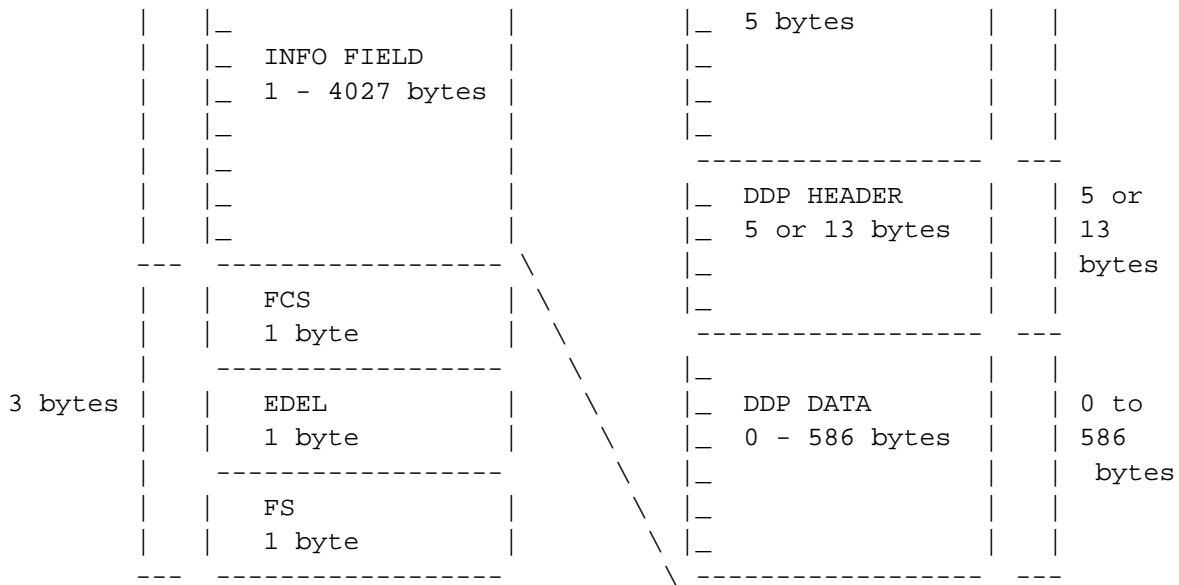 5 bytes
INFO FIELD
1 - 4027 bytes
DDP HEADER
5 or
5 or 13 bytes
13
bytes
FCS
1 byte
3 bytes
EDEL
DDP DATA
0 to
1 byte
0 - 586 bytes
586
bytes
FS
1 byte